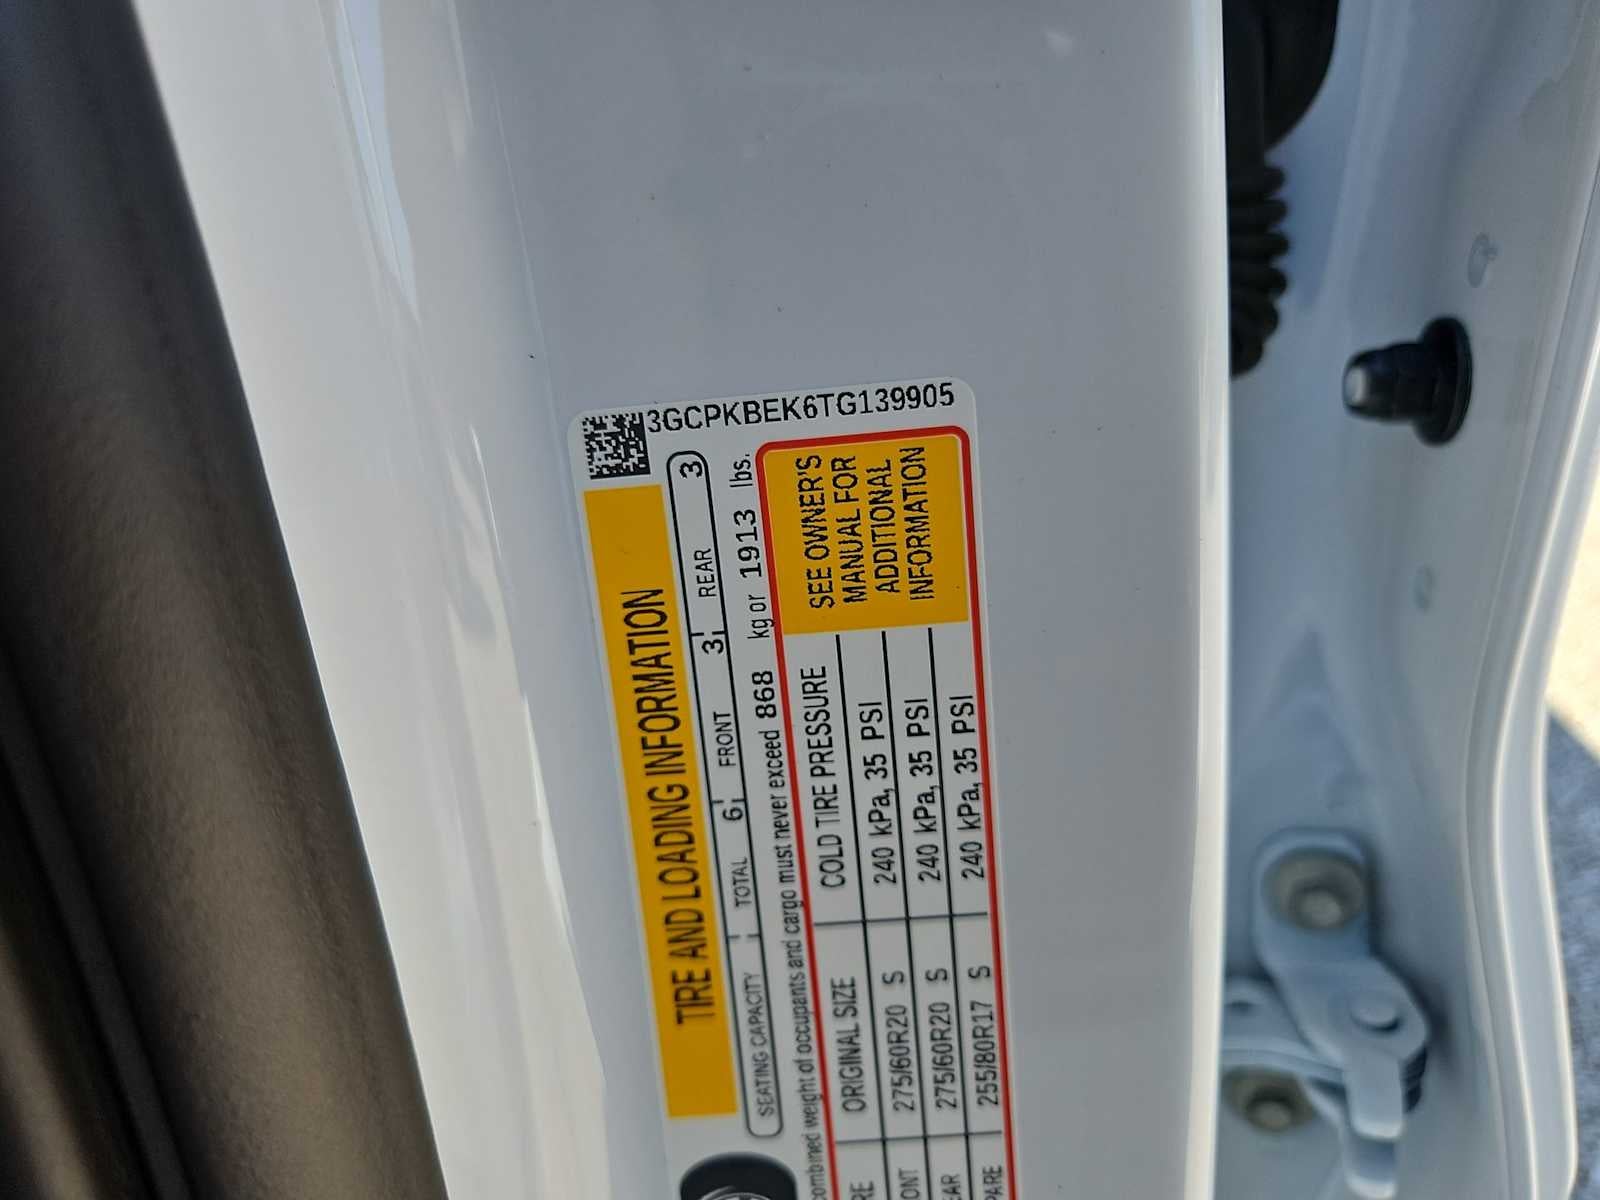 3GCPKBEK6TG139905
TIRE AND LOADING INFORMATION
SEATING CAPACITY TOTAL 6 FRONT 3 REAR 3
combined weight of occupants and cargo must never exceed 868 kg or 1913 lbs.
ORIGINAL SIZE COLD TIRE PRESSURE
275/60R20 S 240 kPa, 35 PSI
275/60R20 S 240 kPa, 35 PSI
255/80R17 S 240 kPa, 35 PSI
SEE OWNER'S
MANUAL FOR
ADDITIONAL
INFORMATION